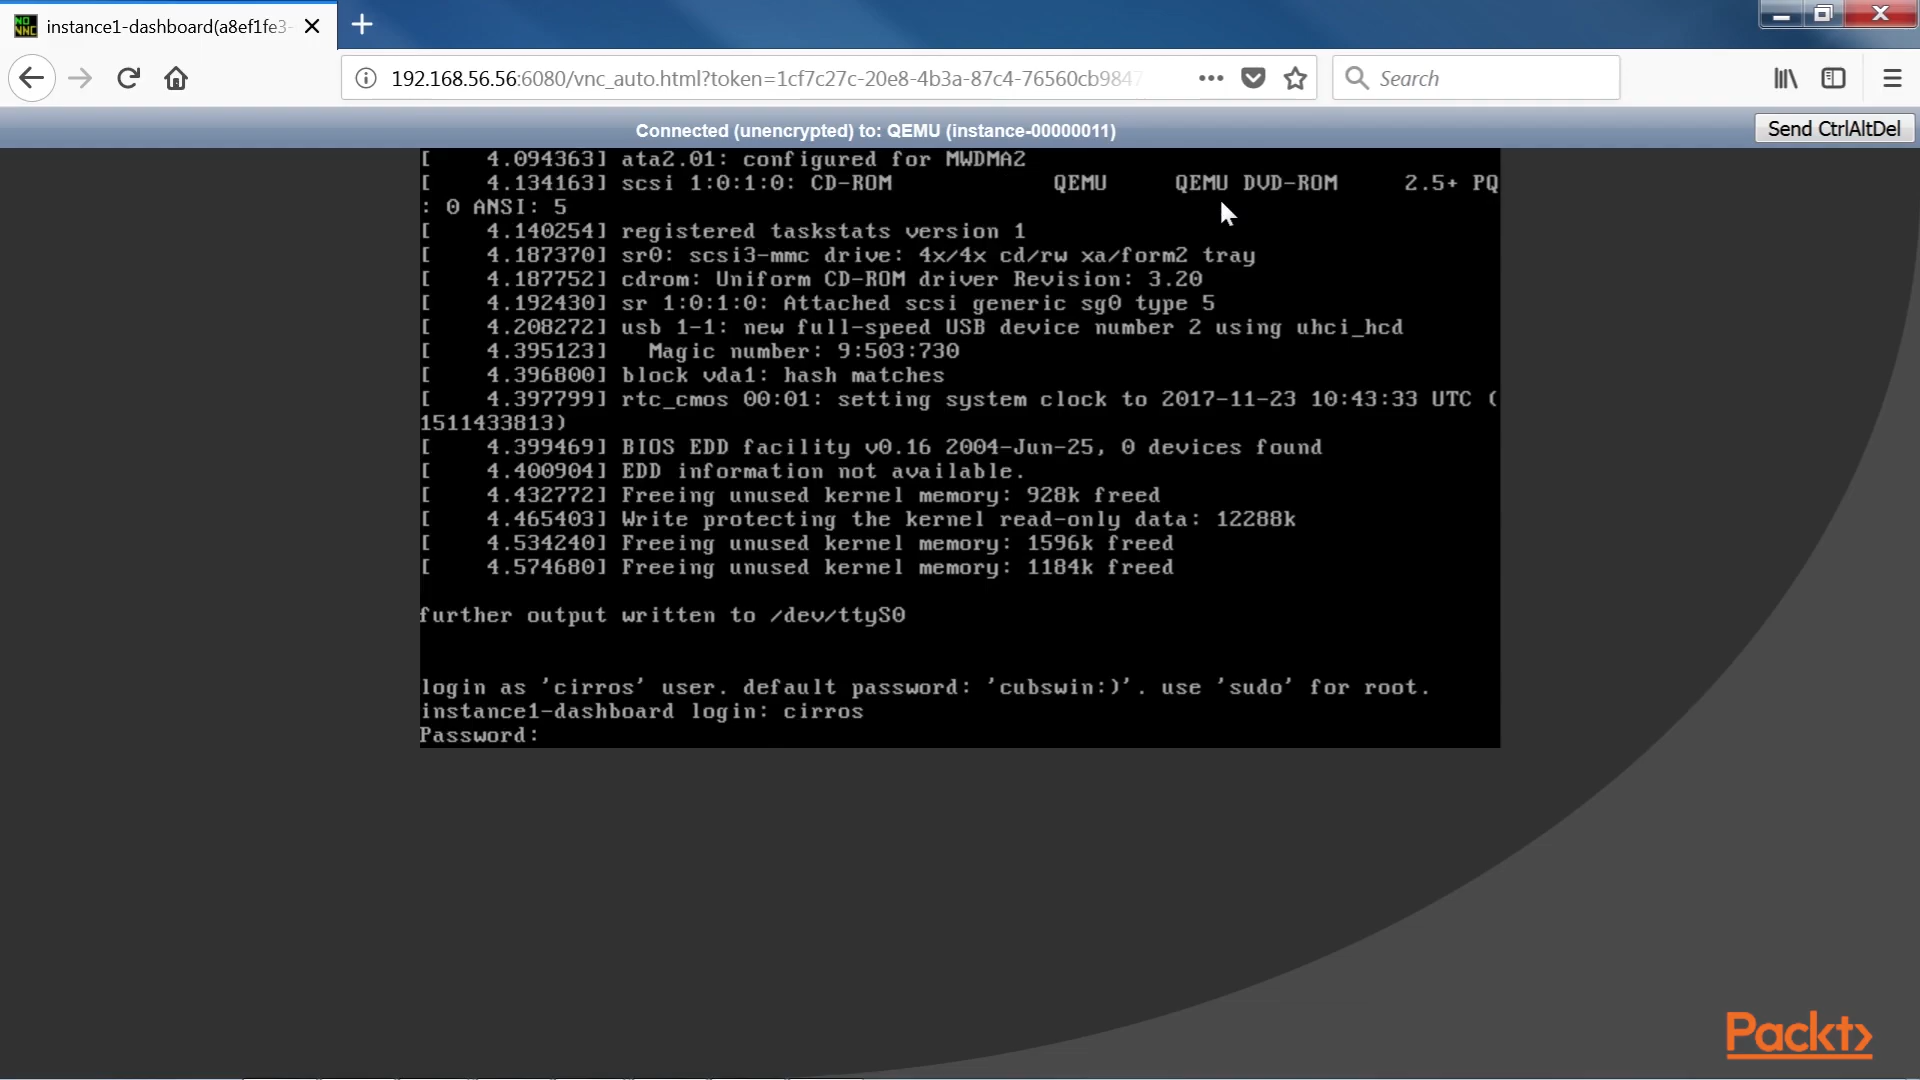 NO
VNC
instance1-dashboard(a8ef1fe3-
192.168.56.56:6080/vnc_auto.html?token=1cf7c27c-20e8-4b3a-87c4-76560cb9847
Search
Connected (unencrypted) to: QEMU (instance-00000011)
Send CtrlAltDel
[    4.094363] ata2.01: configured for MWDMA2
[    4.134163] scsi 1:0:1:0: CD-ROM            QEMU     QEMU DVD-ROM     2.5+ PQ
: 0 ANSI: 5
[    4.140254] registered taskstats version 1
[    4.187370] sr0: scsi3-mmc drive: 4x/4x cd/rw xa/form2 tray
[    4.187752] cdrom: Uniform CD-ROM driver Revision: 3.20
[    4.192430] sr 1:0:1:0: Attached scsi generic sg0 type 5
[    4.208272] usb 1-1: new full-speed USB device number 2 using uhci_hcd
[    4.395123]   Magic number: 9:503:730
[    4.396800] block vda1: hash matches
[    4.397799] rtc_cmos 00:01: setting system clock to 2017-11-23 10:43:33 UTC (
1511433813)
[    4.399469] BIOS EDD facility v0.16 2004-Jun-25, 0 devices found
[    4.400904] EDD information not available.
[    4.432772] Freeing unused kernel memory: 928k freed
[    4.465403] Write protecting the kernel read-only data: 12288k
[    4.534240] Freeing unused kernel memory: 1596k freed
[    4.574680] Freeing unused kernel memory: 1184k freed
further output written to /dev/ttyS0
login as 'cirros' user. default password: 'cubswin:)'. use 'sudo' for root.
instance1-dashboard login: cirros
Password:
Packt>